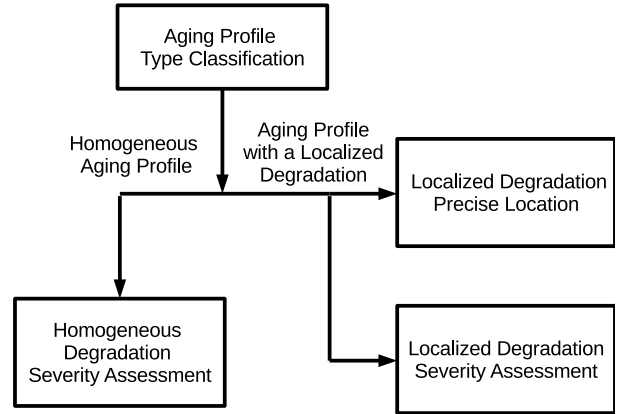 Aging Profile
Type Classification
Homogeneous
Aging Profile
Aging Profile
with a Localized
Degradation
Localized Degradation
Precise Location
Homogeneous
Degradation
Severity Assessment
Localized Degradation
Severity Assessment